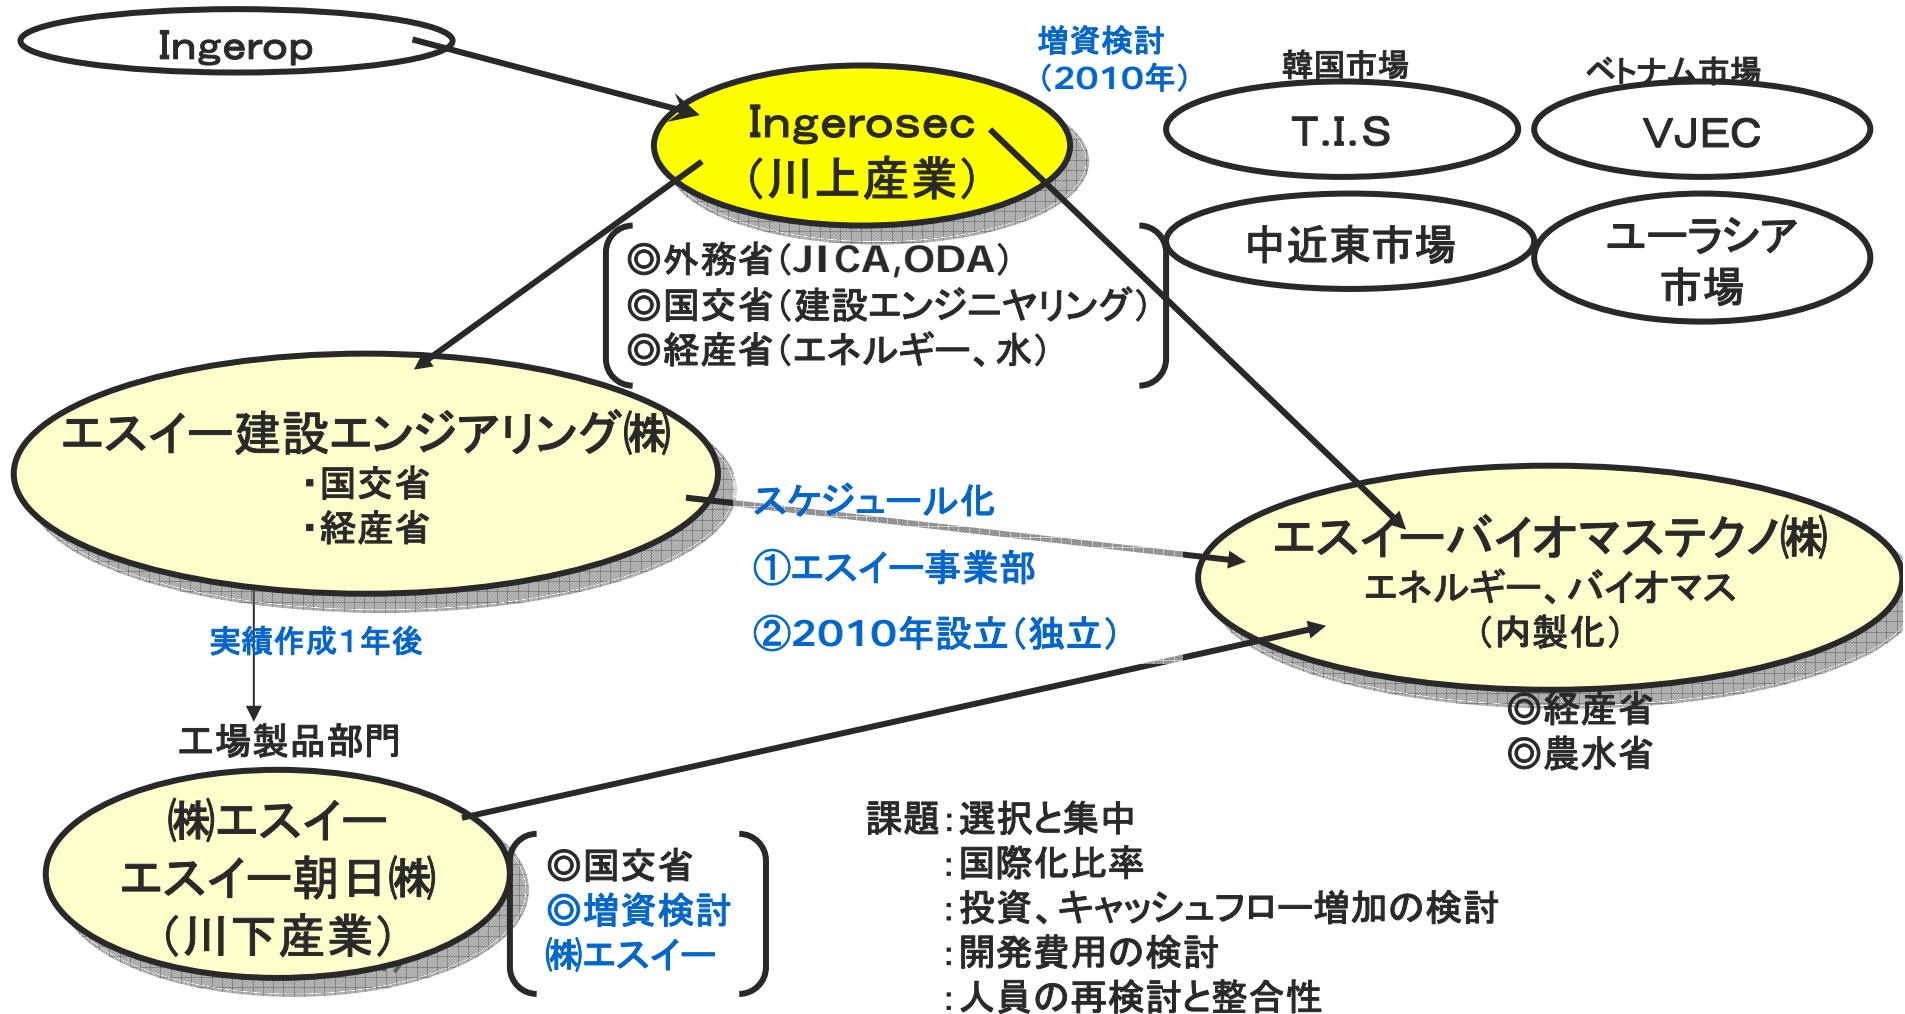 Ingerop
Ingerosec
（川上産業）
増資検討
（2010年）
韓国市場
T.I.S
ベトナム市場
VJEC
中近東市場
ユーラシア
市場
◎外務省（JICA,ODA）
◎国交省（建設エンジニヤリング）
◎経産省（エネルギー、水）
エスイー建設エンジアリング㈱
・国交省
・経産省
スケジュール化
①エスイー事業部
②2010年設立（独立）
エスイーバイオマステクノ㈱
エネルギー、バイオマス
（内製化）
◎経産省
◎農水省
実績作成１年後
工場製品部門
㈱エスイー
エスイー朝日㈱
（川下産業）
◎国交省
◎増資検討
㈱エスイー
課題：選択と集中
：国際化比率
：投資、キャッシュフロー増加の検討
：開発費用の検討
：人員の再検討と整合性